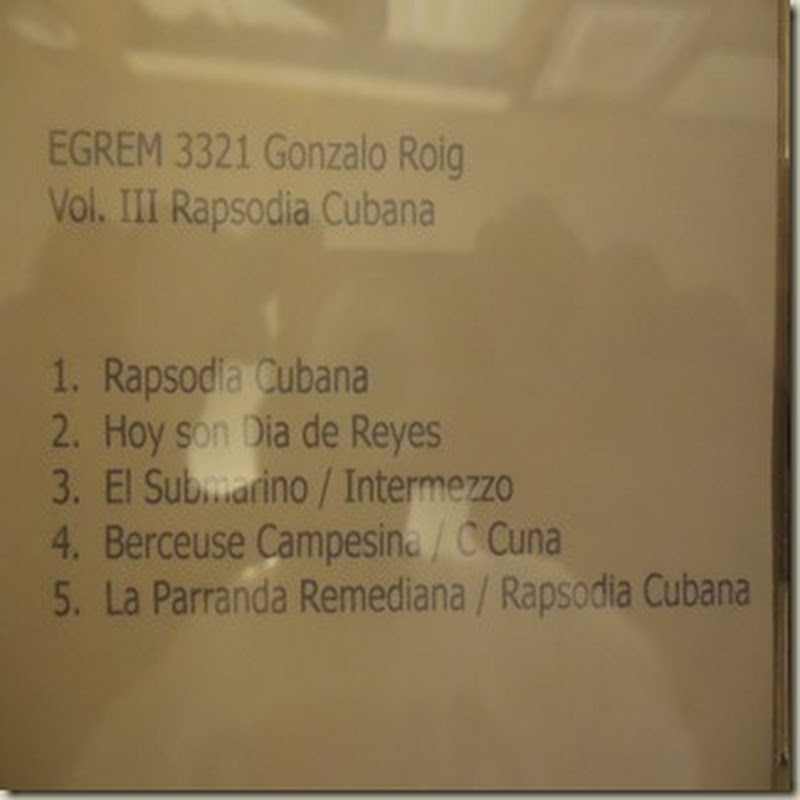 EGREM 3321 Gonzalo Roig
Vol. III Rapsodia Cubana
1. Rapsodia Cubana
2. Hoy son Dia de Reyes
3. El Submarino / Intermezzo
4. Berceuse Campesina / C Cuna
5. La Parranda Remediana / Rapsodia Cubana